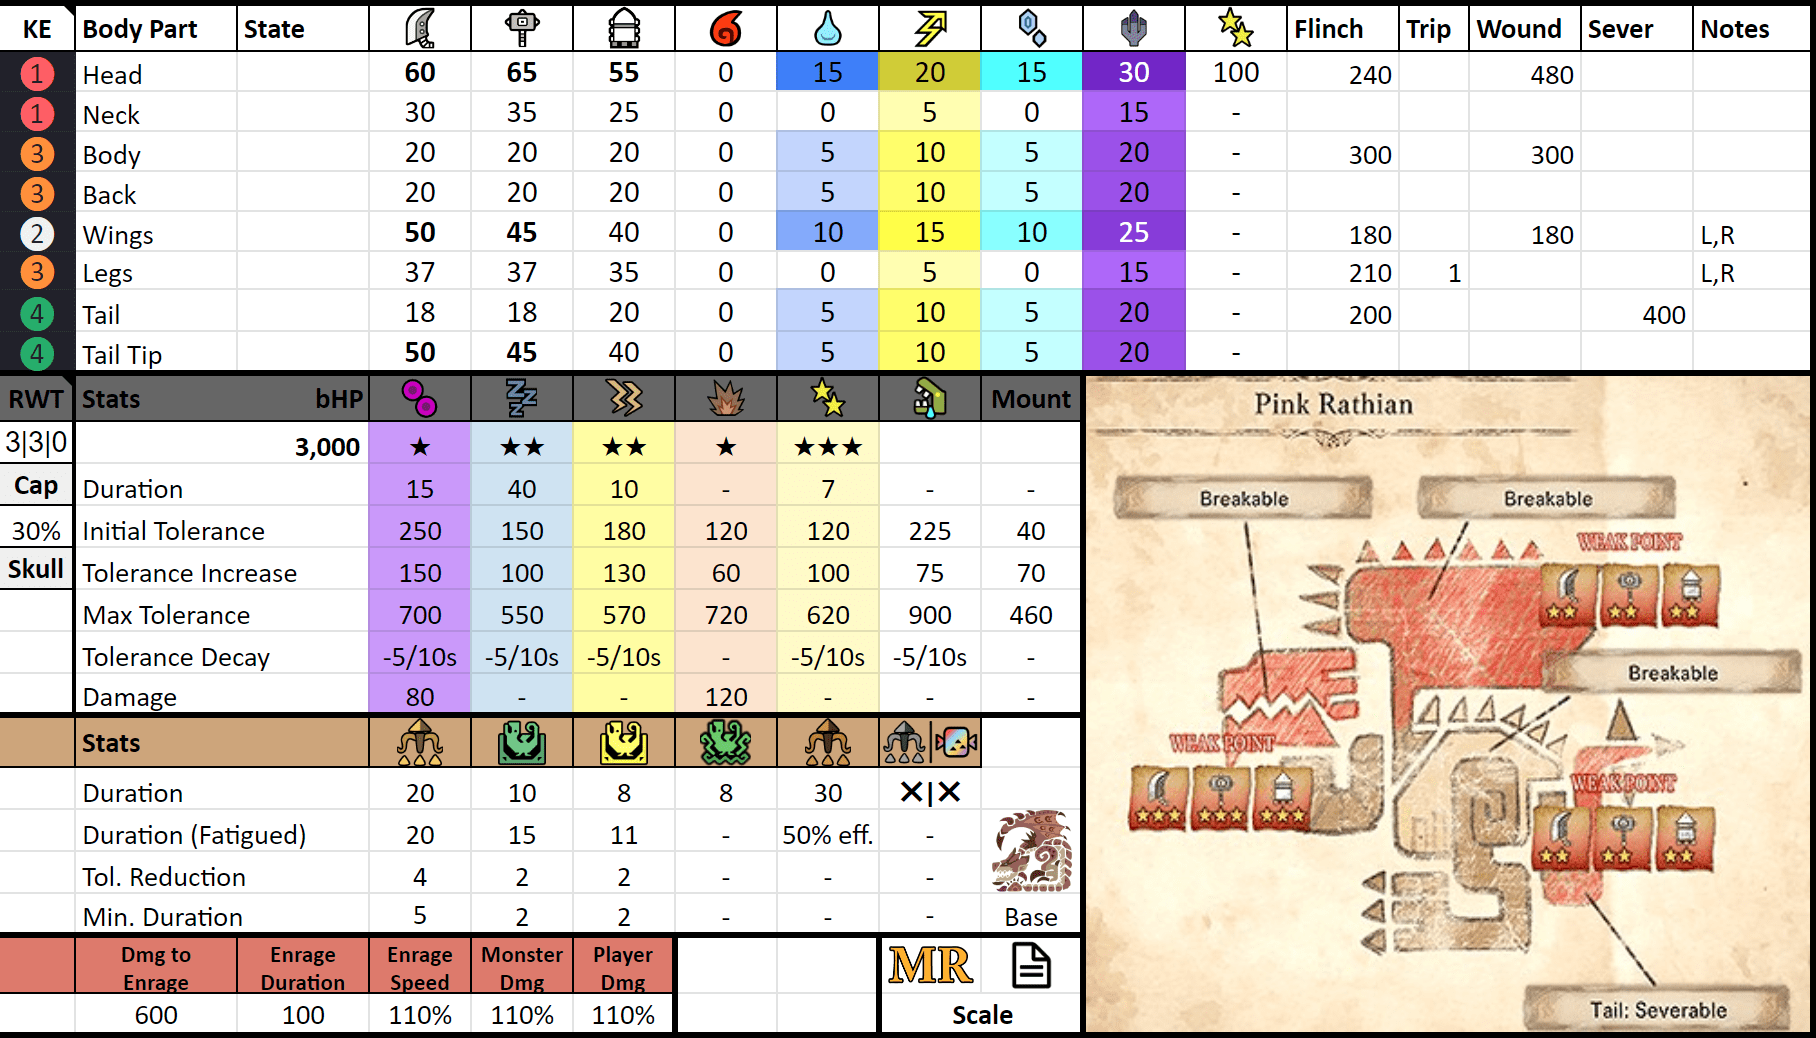 KE Body Part State Flinch Trip Wound Sever Notes
1 Head 60 65 55 0 15 20 15 30 100 240 480
1 Neck 30 35 25 0 0 5 0 15 -
3 Body 20 20 20 0 5 10 5 20 - 300 300
3 Back 20 20 20 0 5 10 5 20 -
2 Wings 50 45 40 0 10 15 10 25 - 180 180 L,R
3 Legs 37 37 35 0 0 5 0 15 - 210 1 L,R
4 Tail 18 18 20 0 5 10 5 20 - 200 400
4 Tail Tip 50 45 40 0 5 10 5 20 -
RWT Stats bHP Mount
3|3|0 3,000 ★ ★★ ★★ ★ ★★★
Cap Duration 15 40 10 - 7 - -
30% Initial Tolerance 250 150 180 120 120 225 40
Skull Tolerance Increase 150 100 130 60 100 75 70
Max Tolerance 700 550 570 720 620 900 460
Tolerance Decay -5/10s -5/10s -5/10s - -5/10s -5/10s -
Damage 80 - - 120 - - -
Stats
Duration 20 10 8 8 30 ✕|✕
Duration (Fatigued) 20 15 11 - 50% eff. -
Tol. Reduction 4 2 2 - - -
Min. Duration 5 2 2 - - - Base
Dmg to Enrage
Enrage Duration
Enrage Speed
Monster Dmg
Player Dmg
MR
600 100 110% 110% 110% Scale
Pink Rathian
Breakable Breakable
WEAK POINT
Breakable
WEAK POINT
WEAK POINT
Tail: Severable